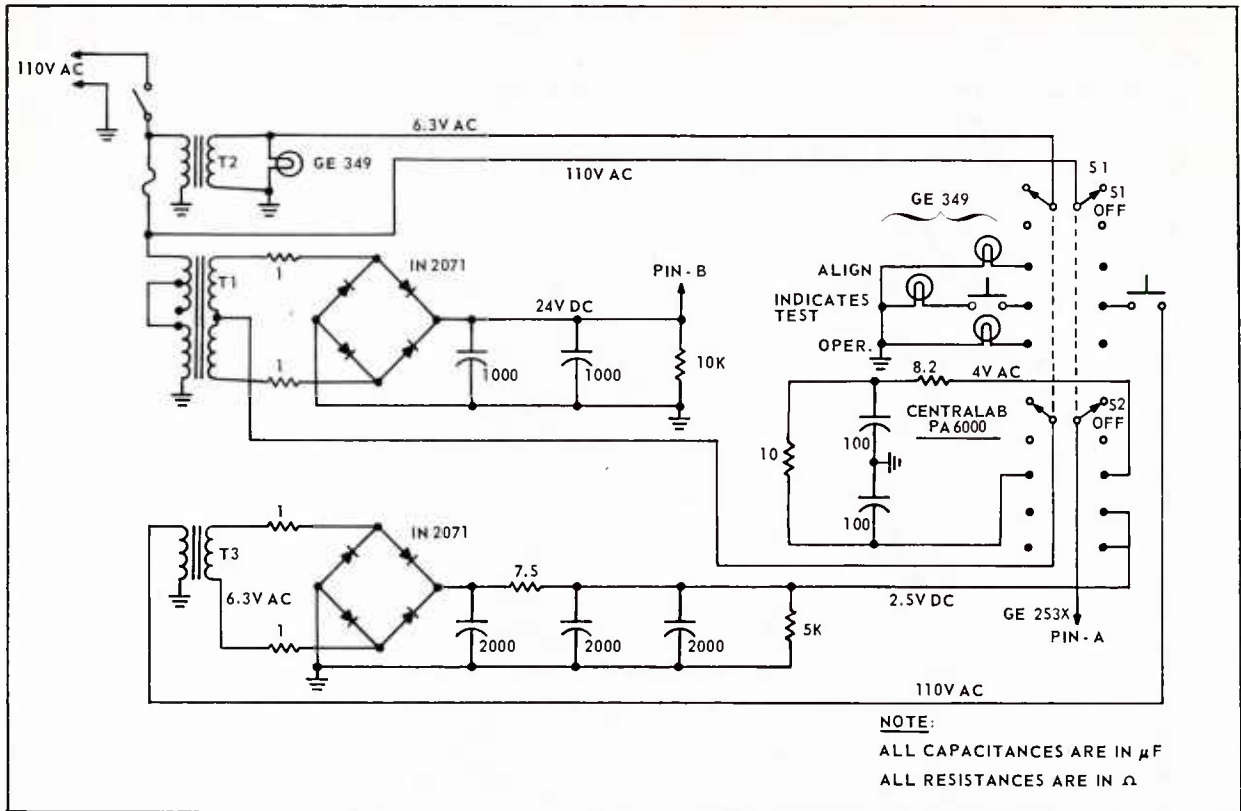 110V AC
6.3V AC
T2
GE 349
110V AC
S1
S1
OFF
GE 349
ALIGN
INDICATES
TEST
OPER.
T1
1
IN 2071
24V DC
PIN-B
1
1000
1000
10K
8.2
4V AC
S2
OFF
CENTRALAB
PA6000
10
100
100
T3
1
IN 2071
6.3V AC
1
7.5
2000
2000
2000
5K
2.5V DC
GE 2S3X
PIN-A
110V AC
NOTE:
ALL CAPACITANCES ARE IN µF
ALL RESISTANCES ARE IN Ω